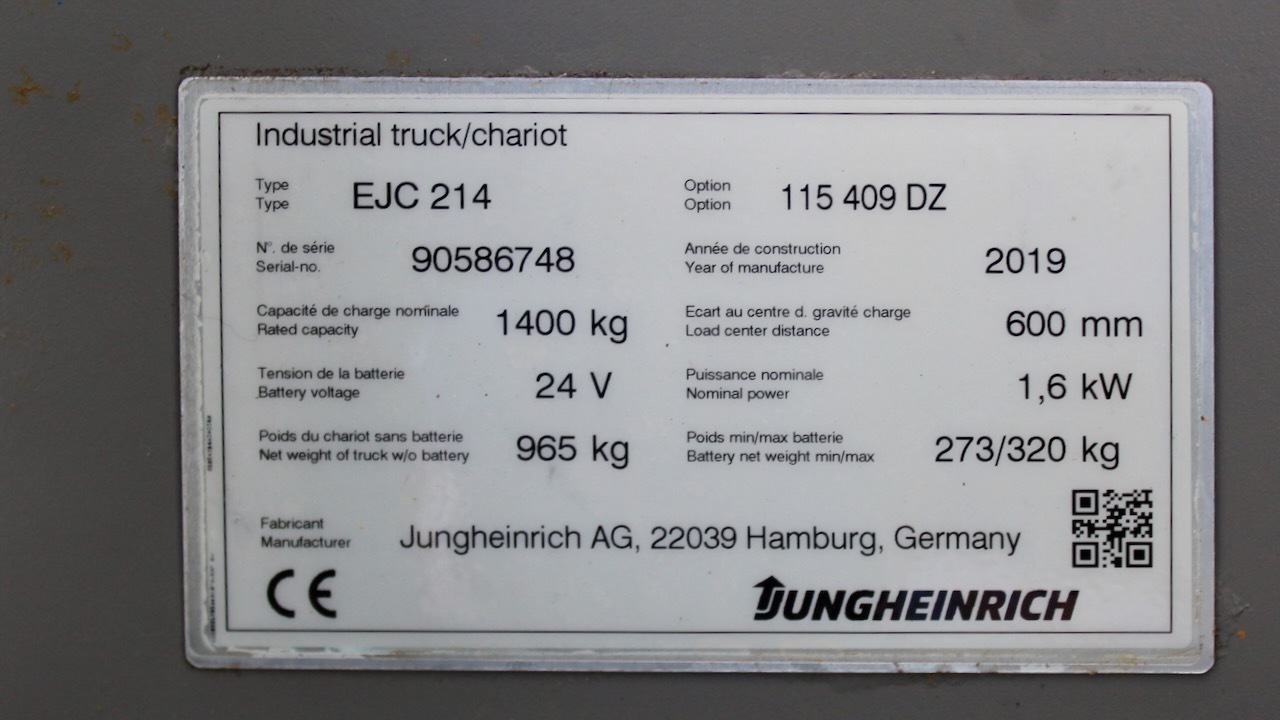 Industrial truck/chariot
Type EJC 214 Option 115 409 DZ
Type Option
N°. de série 90586748 Année de construction 2019
Serial-no. Year of manufacture
Capacité de charge nominale 1400 kg Ecart au centre d. gravité charge 600 mm
Rated capacity Load center distance
Tension de la batterie 24 V Puissance nominale 1,6 kW
Battery voltage Nominal power
Poids du chariot sans batterie 965 kg Poids min/max batterie 273/320 kg
Net weight of truck w/o battery Battery net weight min/max
Fabricant Jungheinrich AG, 22039 Hamburg, Germany
Manufacturer
CE JUNGHEINRICH